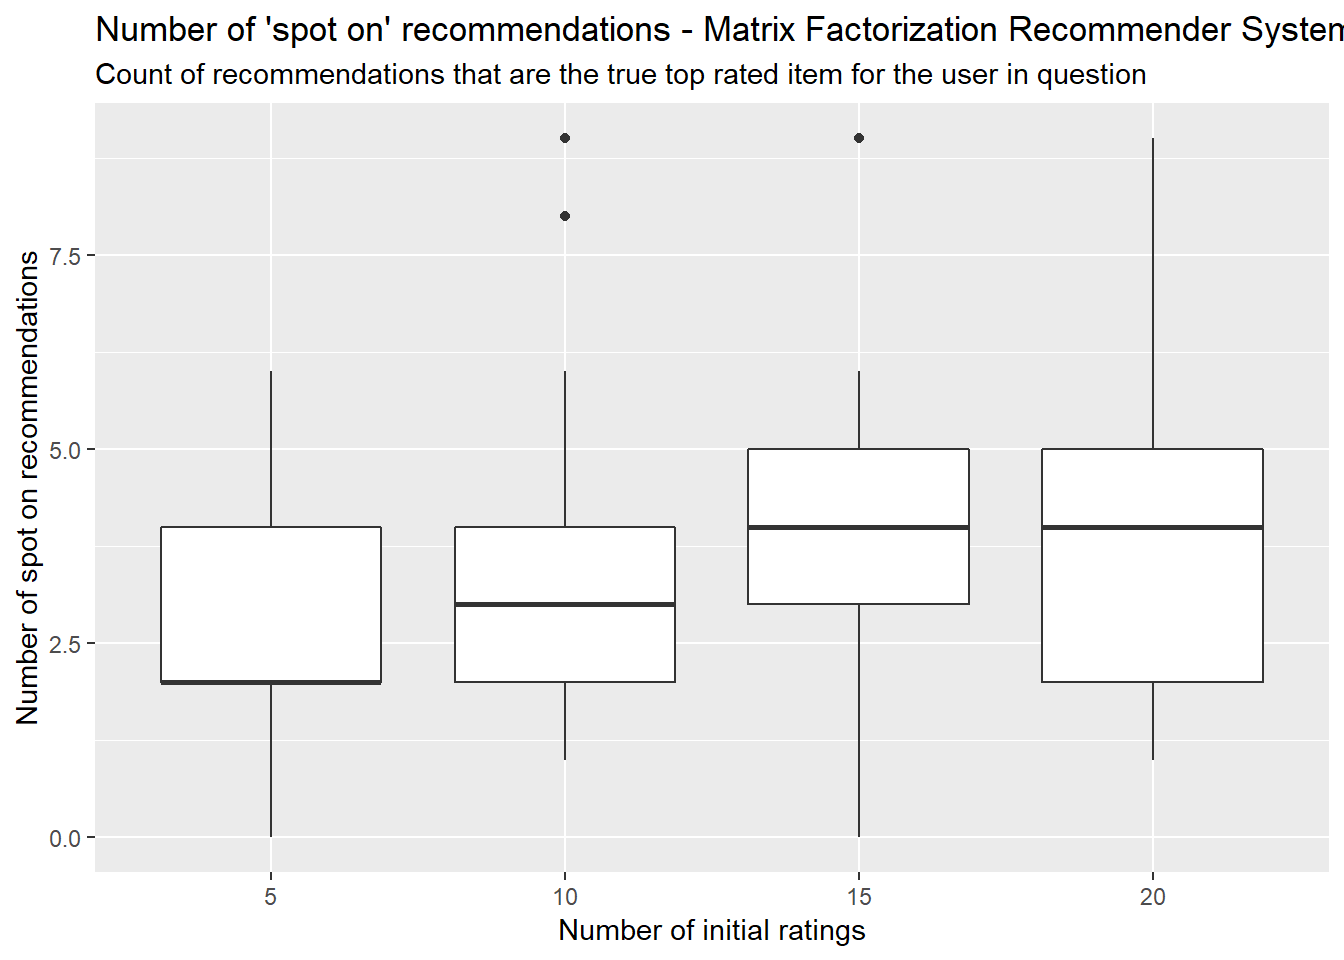 Number of 'spot on' recommendations - Matrix Factorization Recommender System
Count of recommendations that are the true top rated item for the user in question
Number of spot on recommendations
7.5
5.0
2.5
0.0
5
10
15
20
Number of initial ratings